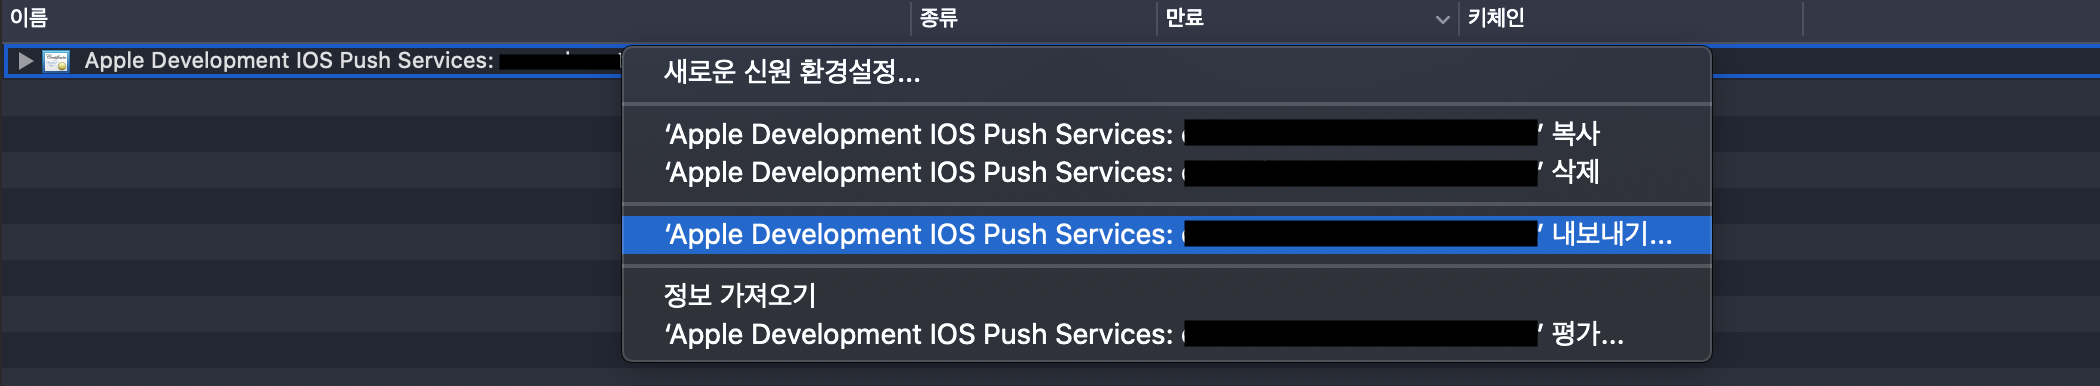 이름 종류 만료 키체인
Apple Development IOS Push Services:
새로운 신원 환경설정...
‘Apple Development IOS Push Services: ’ 복사
‘Apple Development IOS Push Services: ’ 삭제
‘Apple Development IOS Push Services: ’ 내보내기...
정보 가져오기
‘Apple Development IOS Push Services: ’ 평가...